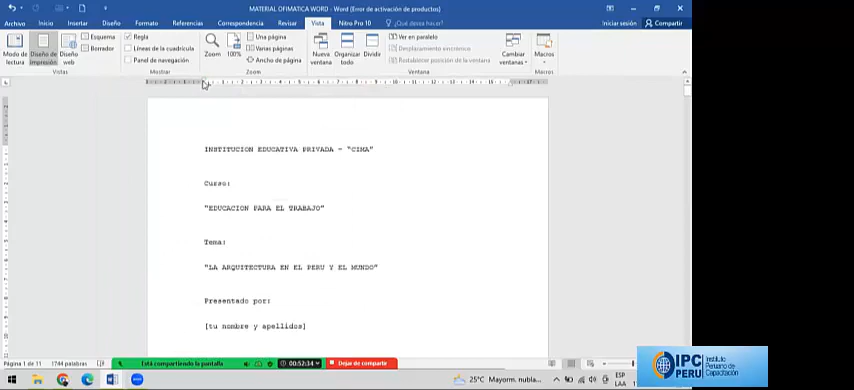 MATERIAL OFIMATICA WORD - Word (Error de activación de productos)
Archivo Inicio Insertar Diseño Formato Referencias Correspondencia Revisar Vista Nitro Pro 10 ¿Qué desea hacer? Iniciar sesión Compartir
Modo de lectura
Diseño de impresión
Diseño web
Esquema
Borrador
Vistas
Regla
Líneas de la cuadrícula
Panel de navegación
Mostrar
Zoom
100%
Una página
Varias páginas
Ancho de página
Zoom
Nueva ventana
Organizar todo
Dividir
Ver en paralelo
Desplazamiento sincrónico
Restablecer posición de la ventana
Ventana
Cambiar ventanas
Macros
Macros
INSTITUCION EDUCATIVA PRIVADA – "CIMA"
Curso:
"EDUCACION PARA EL TRABAJO"
Tema:
"LA ARQUITECTURA EN EL PERU Y EL MUNDO"
Presentado por:
[tu nombre y apellidos]
Página 1 de 11 1744 palabras
Está compartiendo la pantalla 00:52:34 Dejar de compartir
25°C Mayorm. nubla...
ESP
LAA
IPC PERÚ
Instituto
Peruano de
Capacitación